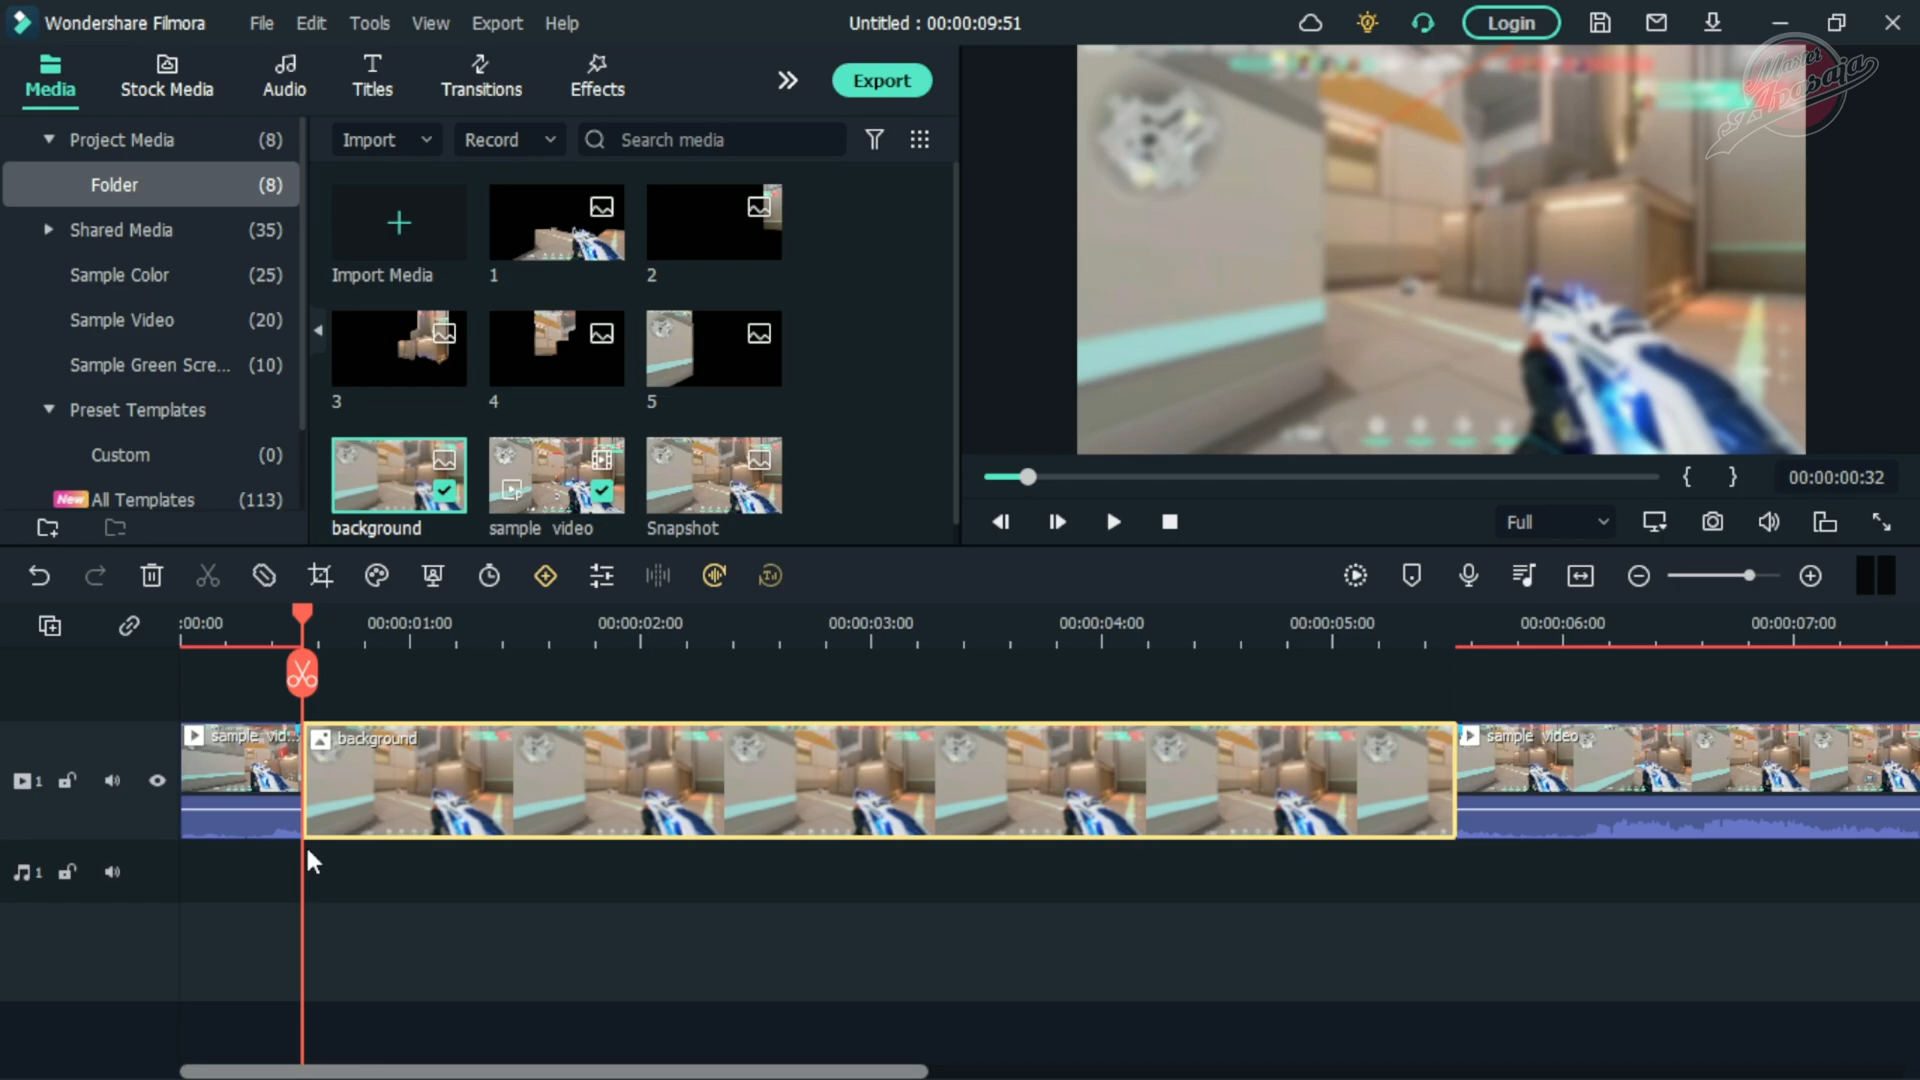 Wondershare Filmora File Edit Tools View Export Help Untitled : 00:00:09:51 Login
Media Stock Media Audio Titles Transitions Effects Export
Master Apasaja
Project Media (8)
Folder (8)
Shared Media (35)
Sample Color (25)
Sample Video (20)
Sample Green Scre... (10)
Preset Templates
Custom (0)
New All Templates (113)
Import Record Search media
Import Media 1 2
3 4 5
background sample video Snapshot
00:00:00:32
Full
:00:00 00:00:01:00 00:00:02:00 00:00:03:00 00:00:04:00 00:00:05:00 00:00:06:00 00:00:07:00
sample vid... background sample video
1
1